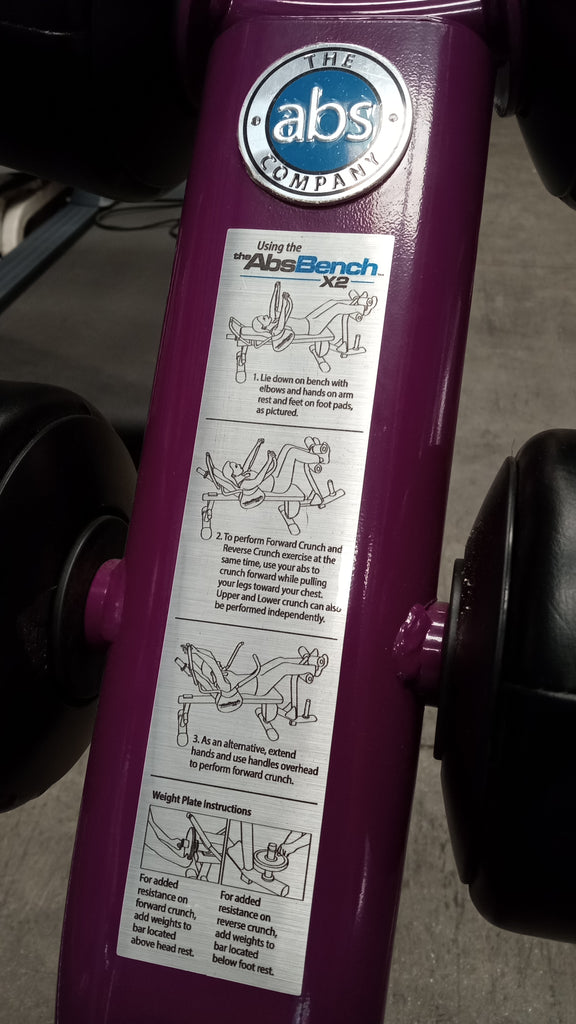 THE
abs
COMPANY
Using the
the AbsBench™
X2
1. Lie down on bench with
elbows and hands on arm
rest and feet on foot pads,
as pictured.
2. To perform Forward Crunch and
Reverse Crunch exercise at the
same time, use your abs to
crunch forward while pulling
your legs toward your chest.
Upper and Lower crunch can also
be performed independently.
3. As an alternative, extend
hands and use handles overhead
to perform forward crunch.
Weight Plate Instructions
For added
resistance on
forward crunch,
add weights to
bar located
above head rest.
For added
resistance on
reverse crunch,
add weights to
bar located
below foot rest.